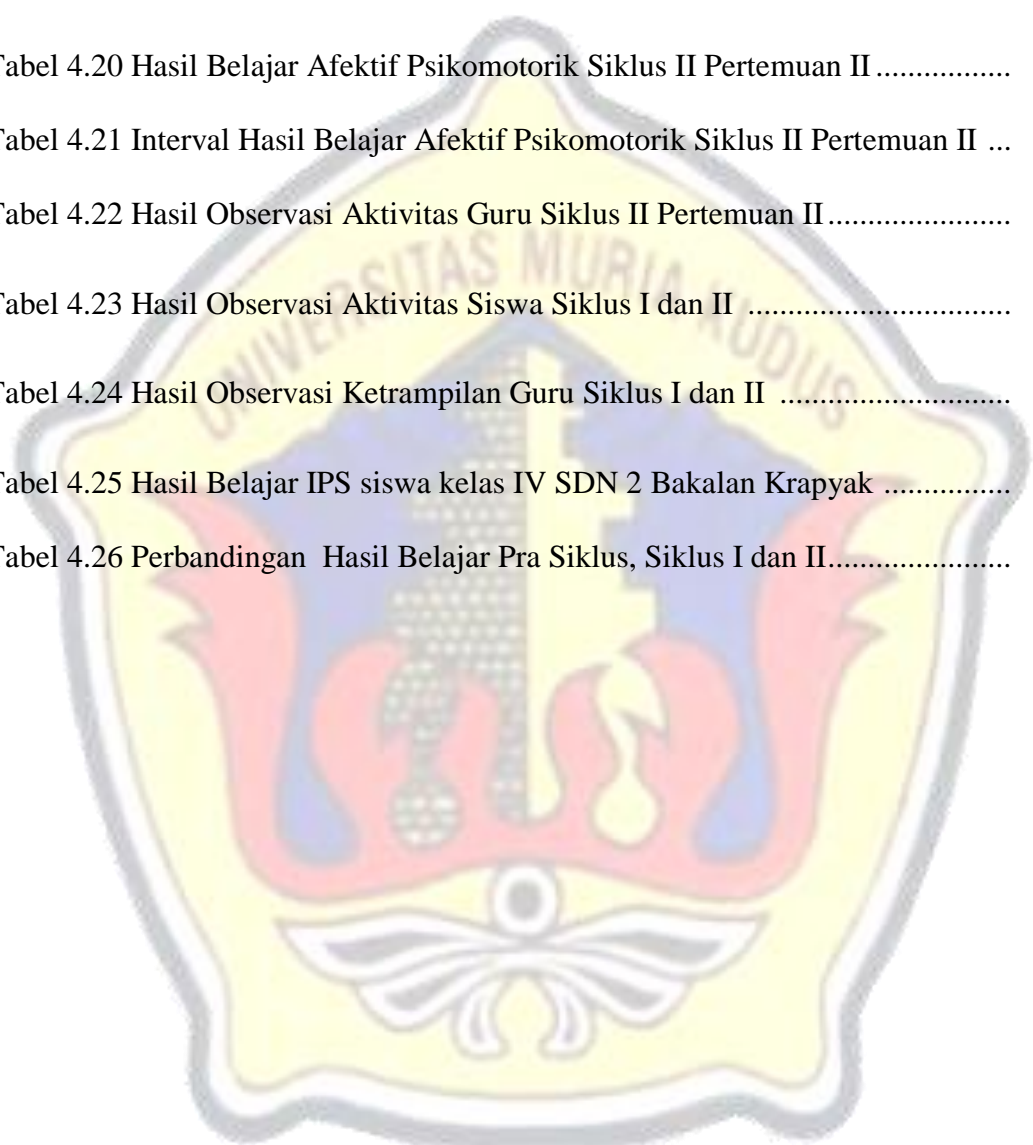 Tabel 4.20 Hasil Belajar Afektif Psikomotorik Siklus II Pertemuan II .................
Tabel 4.21 Interval Hasil Belajar Afektif Psikomotorik Siklus II Pertemuan II ...
Tabel 4.22 Hasil Observasi Aktivitas Guru Siklus II Pertemuan II .......................
UNIVERSITAS MURIA KUDUS
Tabel 4.23 Hasil Observasi Aktivitas Siswa Siklus I dan II ................................
Tabel 4.24 Hasil Observasi Ketrampilan Guru Siklus I dan II ............................
Tabel 4.25 Hasil Belajar IPS siswa kelas IV SDN 2 Bakalan Krapyak ................
Tabel 4.26 Perbandingan Hasil Belajar Pra Siklus, Siklus I dan II.......................